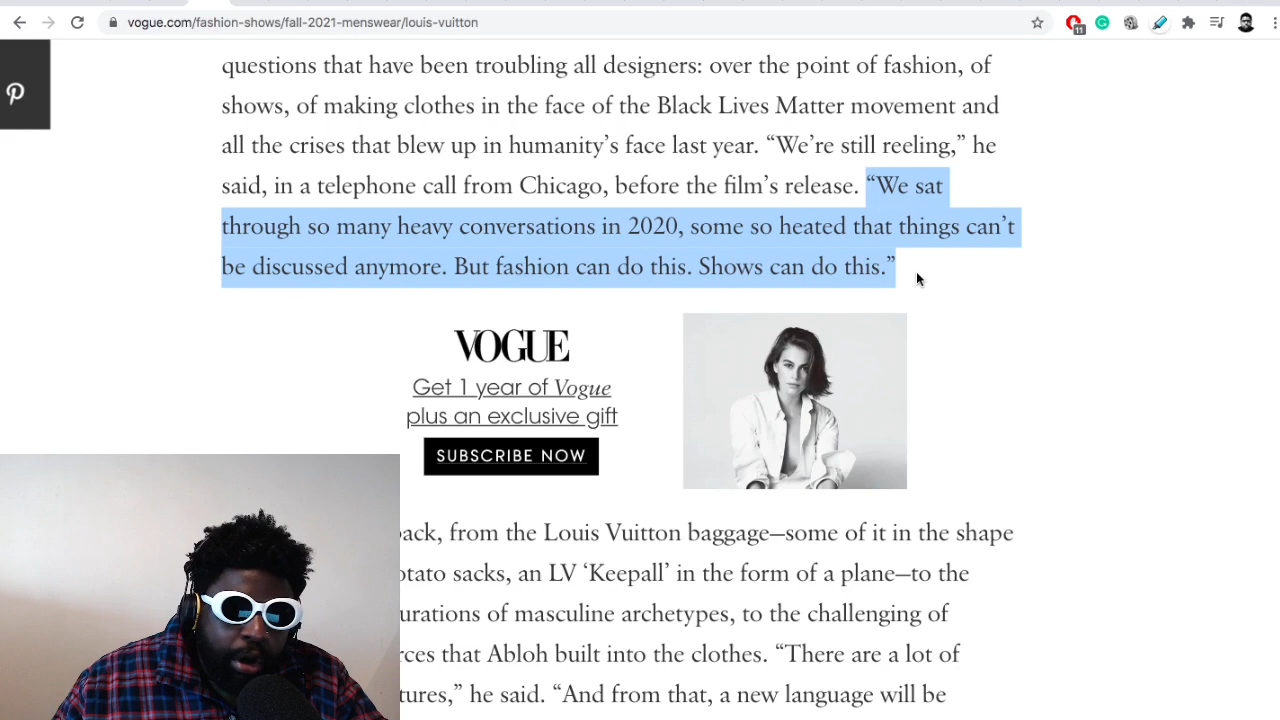 vogue.com/fashion-shows/fall-2021-menswear/louis-vuitton
11
questions that have been troubling all designers: over the point of fashion, of
shows, of making clothes in the face of the Black Lives Matter movement and
all the crises that blew up in humanity’s face last year. “We’re still reeling,” he
said, in a telephone call from Chicago, before the film’s release. “We sat
through so many heavy conversations in 2020, some so heated that things can’t
be discussed anymore. But fashion can do this. Shows can do this.”
VOGUE
Get 1 year of Vogue
plus an exclusive gift
SUBSCRIBE NOW
from the Louis Vuitton baggage—some of it in the shape
sacks, an LV ‘Keepall’ in the form of a plane—to the
of masculine archetypes, to the challenging of
that Abloh built into the clothes. “There are a lot of
he said. “And from that, a new language will be